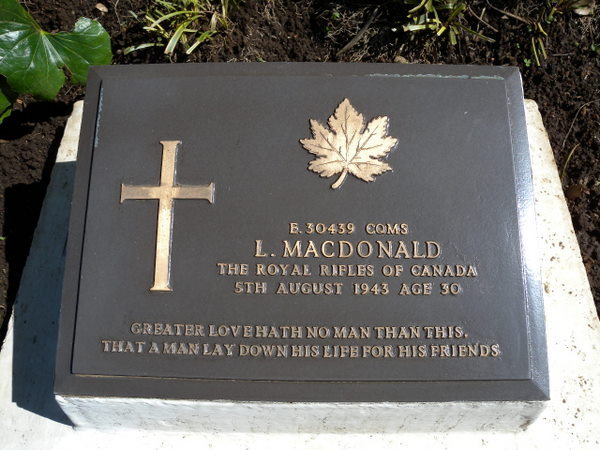 E.30439 CQMS
L. MACDONALD
THE ROYAL RIFLES OF CANADA
5TH AUGUST 1943 AGE 30
GREATER LOVE HATH NO MAN THAN THIS,
THAT A MAN LAY DOWN HIS LIFE FOR HIS FRIENDS